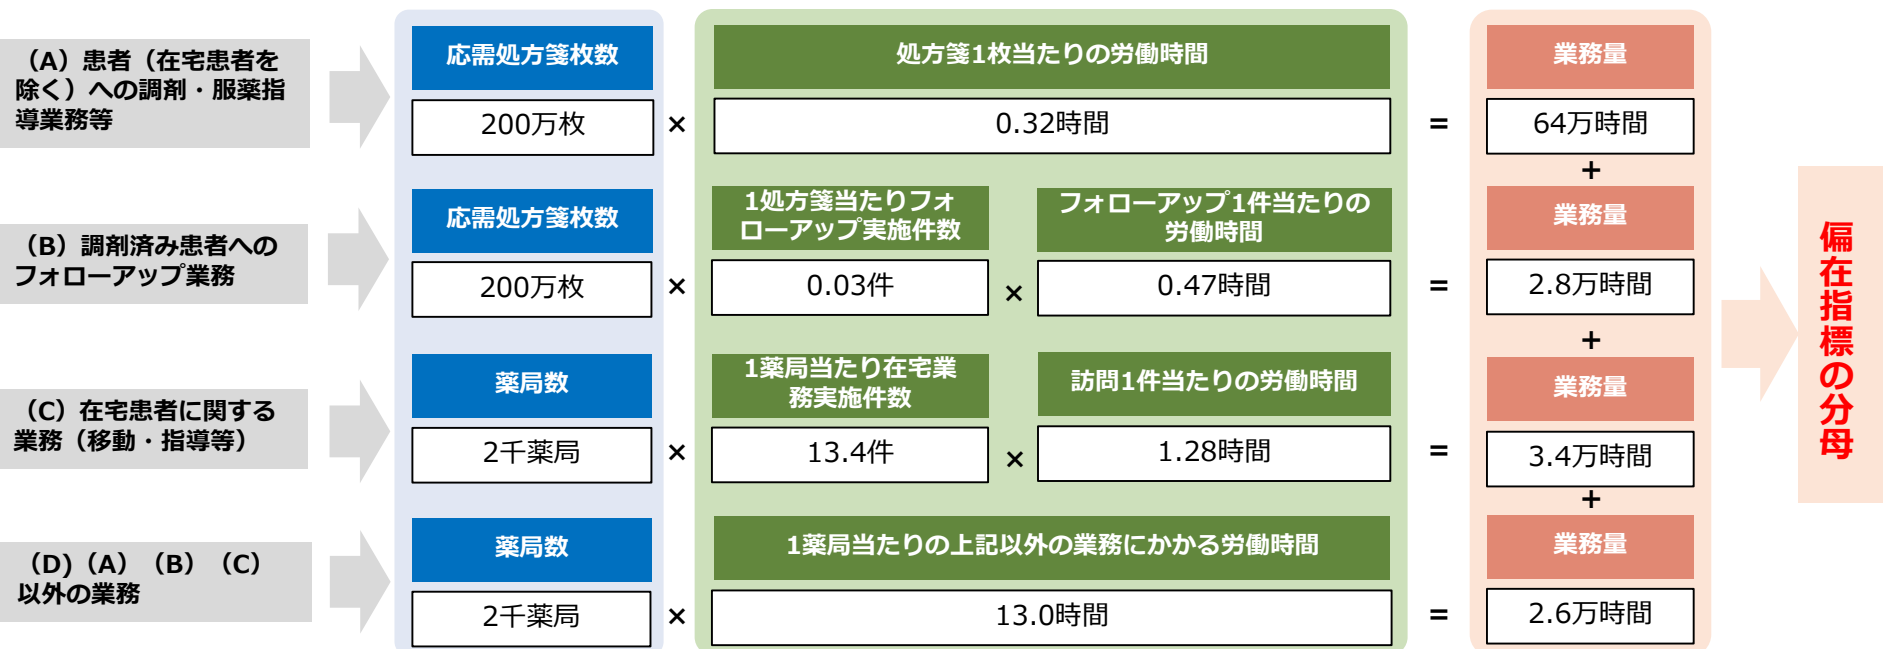 （A）患者（在宅患者を
除く）への調剤・服薬指
導業務等
応需処方箋枚数
処方箋1枚当たりの労働時間
業務量
200万枚
×
0.32時間
=
64万時間
+
（B）調剤済み患者への
フォローアップ業務
応需処方箋枚数
1処方箋当たりフォ
ローアップ実施件数
フォローアップ1件当たりの
労働時間
業務量
200万枚
×
0.03件
×
0.47時間
=
2.8万時間
+
（C）在宅患者に関する
業務（移動・指導等）
薬局数
1薬局当たり在宅業
務実施件数
訪問1件当たりの労働時間
業務量
2千薬局
×
13.4件
×
1.28時間
=
3.4万時間
+
（D)（A）（B）（C）
以外の業務
薬局数
1薬局当たりの上記以外の業務にかかる労働時間
業務量
2千薬局
×
13.0時間
=
2.6万時間
偏在指標の分母